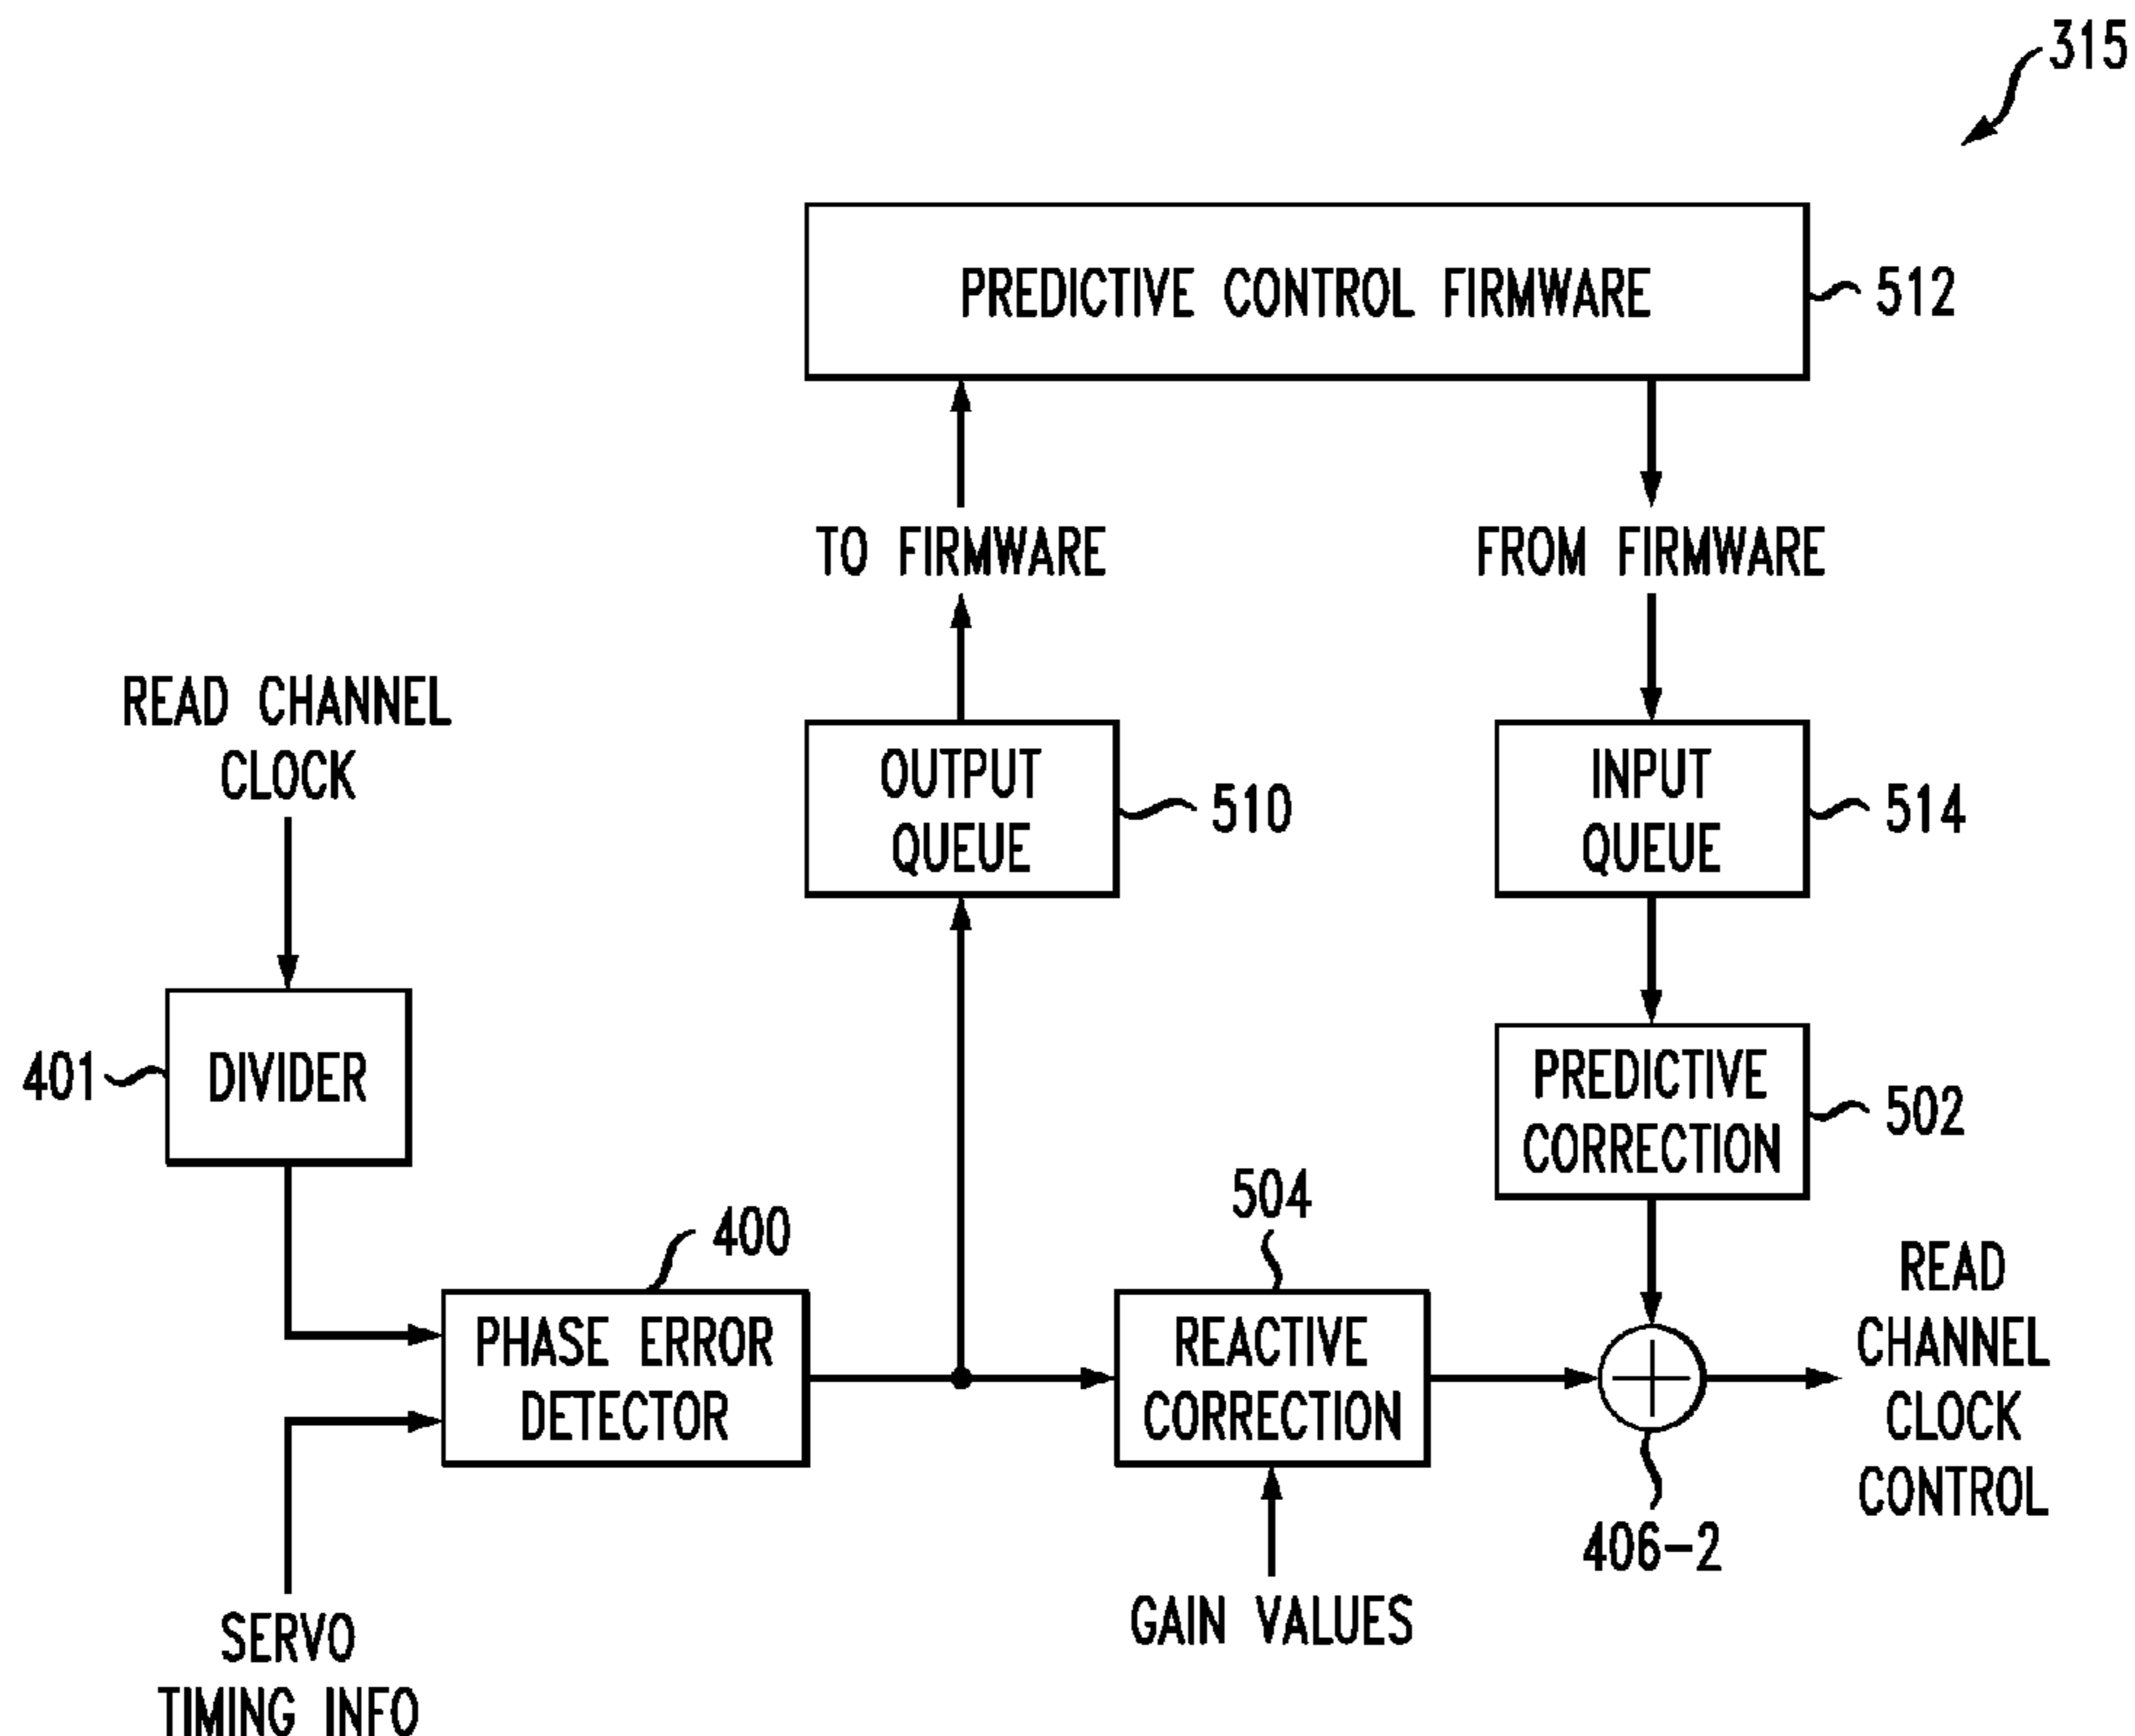 315
PREDICTIVE CONTROL FIRMWARE
512
TO FIRMWARE
FROM FIRMWARE
READ CHANNEL
CLOCK
OUTPUT
QUEUE
510
INPUT
QUEUE
514
401
DIVIDER
PREDICTIVE
CORRECTION
502
400
504
PHASE ERROR
DETECTOR
REACTIVE
CORRECTION
READ
CHANNEL
CLOCK
CONTROL
406-2
GAIN VALUES
SERVO
TIMING INFO